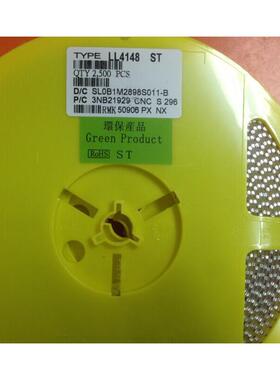 TYPE LL4148 ST
QTY 2,500 PCS
D/C SL0B1M2898S011-B
P/C 3NB21929 CNC S 296
RMK 50906 PX NX
環保産品
Green Product
RoHS ST